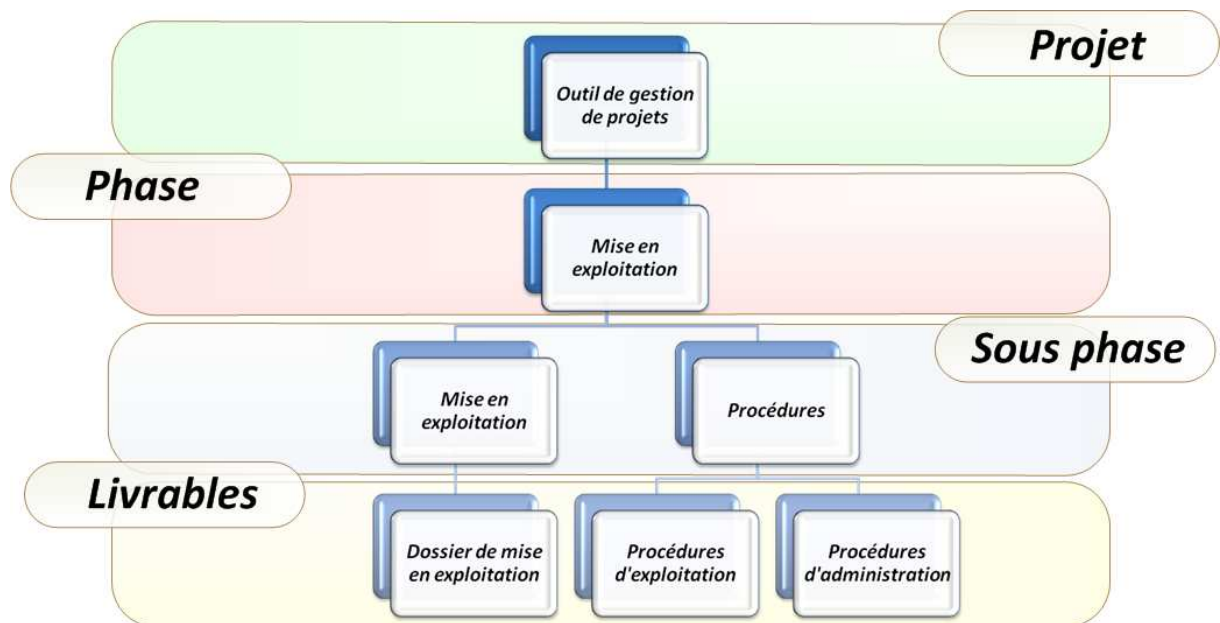 Projet
Outil de gestion
de projets
Phase
Mise en
exploitation
Sous phase
Mise en
exploitation
Procédures
Livrables
Dossier de mise
en exploitation
Procédures
d'exploitation
Procédures
d'administration